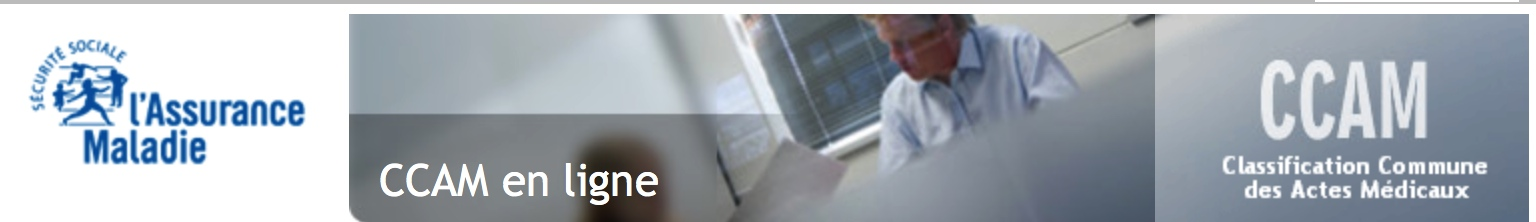 SÉCURITÉ SOCIALE
l'Assurance
Maladie
CCAM en ligne
CCAM
Classification Commune
des Actes Médicaux